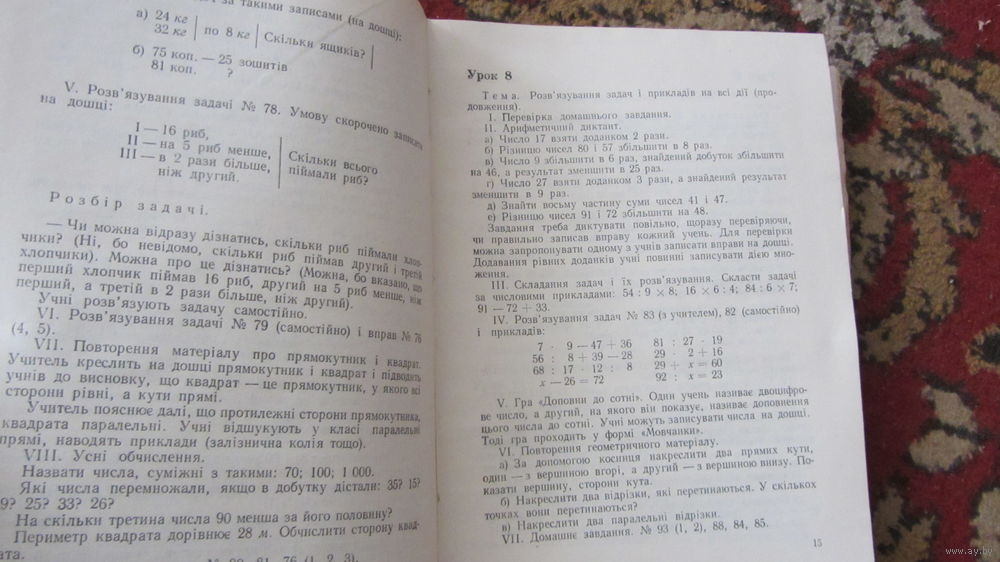 за такими записами (на дошці):
а) 24 кг
32 кг
по 8 кг
Скільки ящиків?
б) 75 коп. — 25 зошитів
81 коп. ?
V. Розв'язування задачі № 78. Умову скорочено записати
на дошці:
I — 16 риб,
II — на 5 риб менше,
III — в 2 рази більше,
ніж другий.
Скільки всього
піймали риб?
Розбір задачі.
— Чи можна відразу дізнатись, скільки риб піймали хлоп-
чики? (Ні, бо невідомо, скільки риб піймав другий і третій
хлопчики). Можна про це дізнатись? (Можна, бо вказано, що
перший хлопчик піймав 16 риб, другий на 5 риб менше, ніж
перший, а третій в 2 рази більше, ніж другий).
Учні розв'язують задачу самостійно.
VI. Розв'язування задачі № 79 (самостійно) і вправ № 76
(4, 5).
VII. Повторення матеріалу про прямокутник і квадрат.
Учитель креслить на дошці прямокутник і квадрат і підводить
учнів до висновку, що квадрат — це прямокутник, у якого всі
сторони рівні, а кути прямі.
Учитель пояснює далі, що протилежні сторони прямокутника,
квадрата паралельні. Учні відшукують у класі паралельні
прямі, наводять приклади (залізнична колія тощо).
VIII. Усні обчислення.
Назвати числа, суміжні з такими: 70; 100; 1 000.
Які числа перемножали, якщо в добутку дістали: 35? 15?
9? 25? 33? 26?
На скільки третина числа 90 менша за його половину?
Периметр квадрата дорівнює 28 м. Обчислити сторону квад-
рата.
76 (1, 2, 3).
Урок 8
Тема. Розв'язування задач і прикладів на всі дії (про-
довження).
I. Перевірка домашнього завдання.
II. Арифметичний диктант.
а) Число 17 взяти доданком 2 рази.
б) Різницю чисел 80 і 57 збільшити в 8 раз.
в) Число 9 збільшити в 6 раз, знайдений добуток збільшити
на 46, а результат зменшити в 25 раз.
г) Число 27 взяти доданком 3 рази, а знайдений результат
зменшити в 9 раз.
д) Знайти восьму частину суми чисел 41 і 47.
е) Різницю чисел 91 і 72 збільшити на 48.
Завдання треба диктувати повільно, щоразу перевіряючи,
чи правильно записав вправу кожний учень. Для перевірки
можна запропонувати одному з учнів записати вправи на дошці.
Додавання рівних доданків учні повинні записувати дією мно-
ження.
III. Складання задач і їх розв'язування. Скласти задачі
за числовими прикладами: 54 : 9 × 8; 16 × 6 : 4; 84 : 6 × 7;
91 — 72 + 33.
IV. Розв'язування задач № 83 (з учителем), 82 (самостійно)
і прикладів:
7 · 9 — 47 + 36 81 : 27 · 19
56 : 8 + 39 — 28 29 · 2 + 16
68 : 17 · 12 : 8 29 + x = 60
x — 26 = 72 92 : x = 23
V. Гра «Доповни до сотні». Один учень називає двоцифро-
ве число, а другий, на якого він показує, називає доповнення
цього числа до сотні. Учні можуть записувати числа на дошці.
Тоді гра проходить у формі «Мовчанки».
VI. Повторення геометричного матеріалу.
а) За допомогою косинця накреслити два прямих кути,
один — з вершиною вгорі, а другий — з вершиною внизу. По-
казати вершину, сторони кута.
б) Накреслити два відрізки, які перетинаються. У скількох
точках вони перетинаються?
в) Накреслити два паралельні відрізки.
VII. Домашнє завдання. № 93 (1, 2), 88, 84, 85.
15
www.ay.by